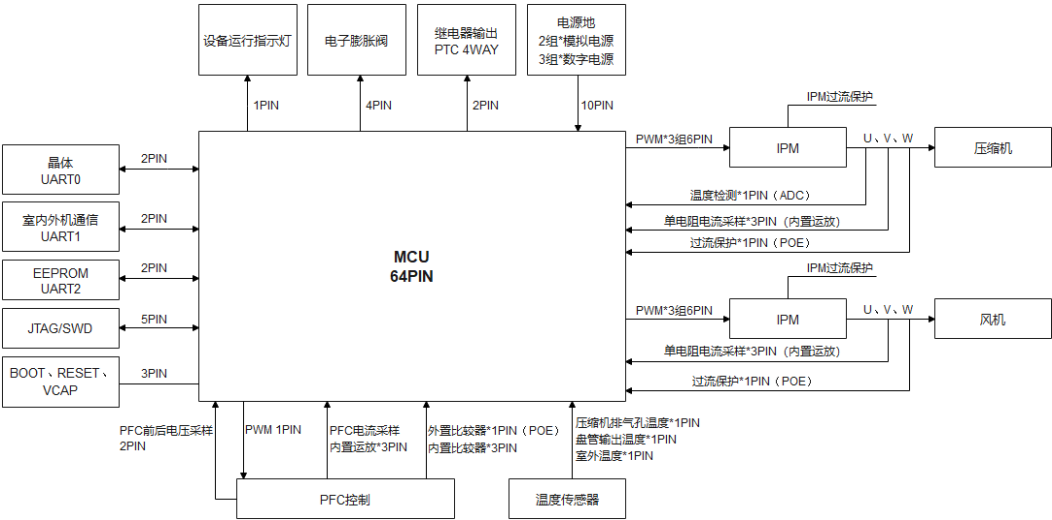 设备运行指示灯
电子膨胀阀
继电器输出
PTC 4WAY
电源地
2组*模拟电源
3组*数字电源
1PIN
4PIN
2PIN
10PIN
IPM过流保护
PWM*3组6PIN
IPM
U、V、W
压缩机
晶体
UART0
2PIN
温度检测*1PIN（ADC）
室内外机通信
UART1
2PIN
单电阻电流采样*3PIN（内置运放）
过流保护*1PIN（POE）
MCU
64PIN
EEPROM
UART2
2PIN
IPM过流保护
JTAG/SWD
5PIN
PWM*3组6PIN
IPM
U、V、W
风机
单电阻电流采样*3PIN（内置运放）
BOOT、RESET、
VCAP
3PIN
过流保护*1PIN（POE）
PFC前后电压采样
2PIN
PWM 1PIN
PFC电流采样
内置运放*3PIN
外置比较器*1PIN（POE）
内置比较器*3PIN
压缩机排气孔温度*1PIN
盘管输出温度*1PIN
室外温度*1PIN
PFC控制
温度传感器